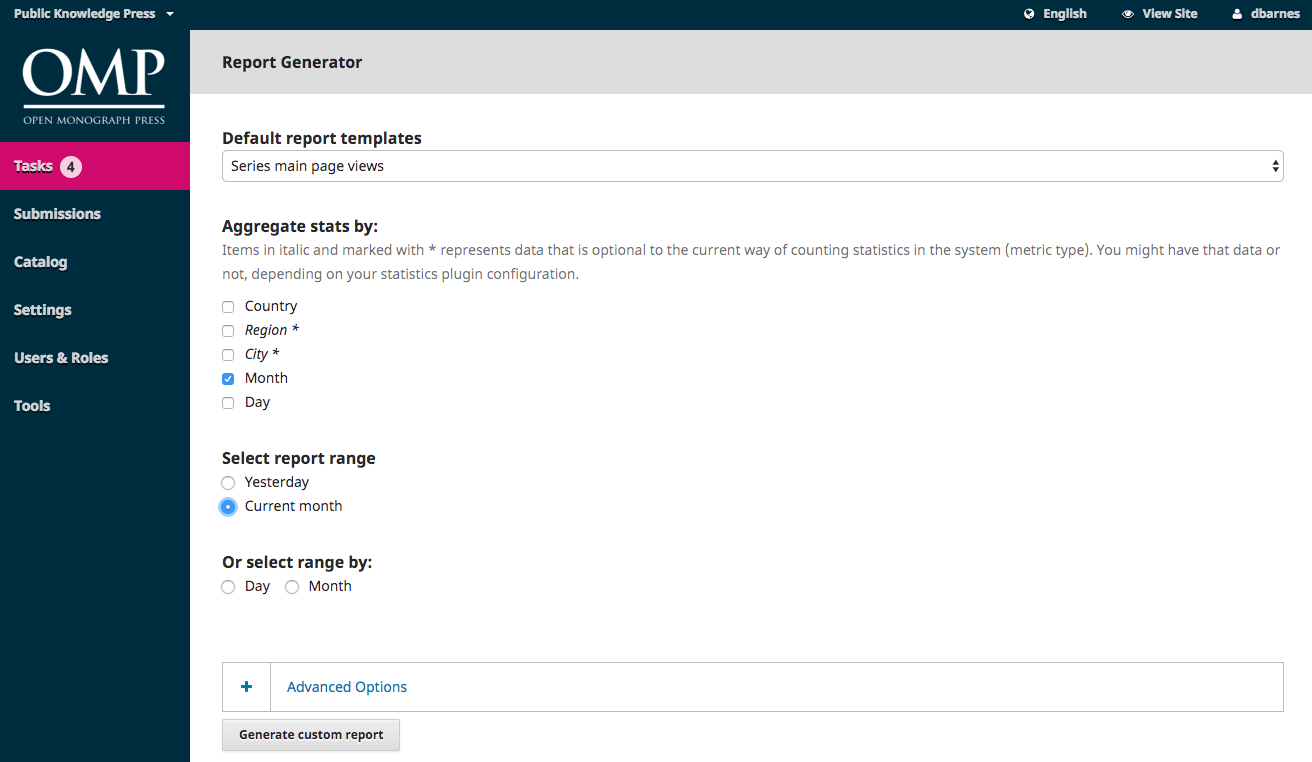 Public Knowledge Press
English
View Site
dbarnes
OMP
OPEN MONOGRAPH PRESS
Report Generator
Tasks 4
Submissions
Catalog
Settings
Users & Roles
Tools
Default report templates
Series main page views
Aggregate stats by:
Items in italic and marked with * represents data that is optional to the current way of counting statistics in the system (metric type). You might have that data or
not, depending on your statistics plugin configuration.
Country
Region *
City *
Month
Day
Select report range
Yesterday
Current month
Or select range by:
Day Month
+ Advanced Options
Generate custom report